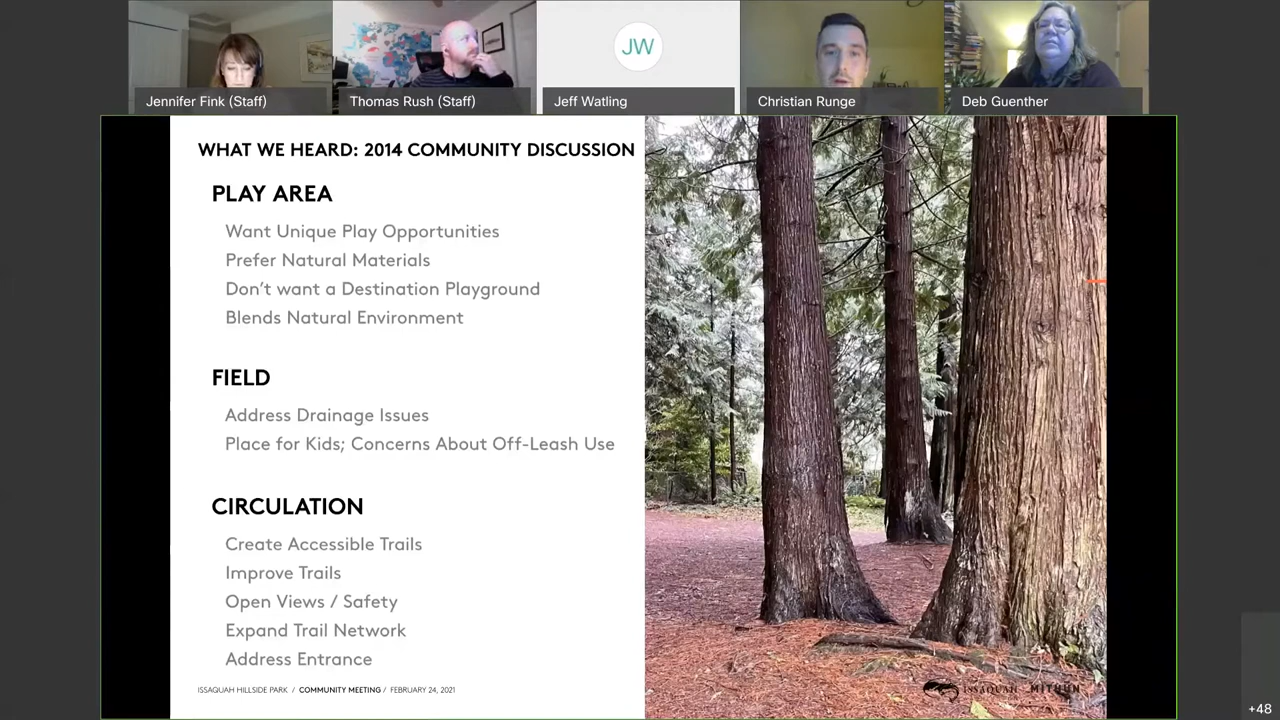 JW
Jennifer Fink (Staff)
Thomas Rush (Staff)
Jeff Watling
Christian Runge
Deb Guenther
WHAT WE HEARD: 2014 COMMUNITY DISCUSSION
PLAY AREA
Want Unique Play Opportunities
Prefer Natural Materials
Don’t want a Destination Playground
Blends Natural Environment
FIELD
Address Drainage Issues
Place for Kids; Concerns About Off-Leash Use
CIRCULATION
Create Accessible Trails
Improve Trails
Open Views / Safety
Expand Trail Network
Address Entrance
ISSAQUAH HILLSIDE PARK / COMMUNITY MEETING / FEBRUARY 24, 2021
ISSAQUAH MITHUN
+48